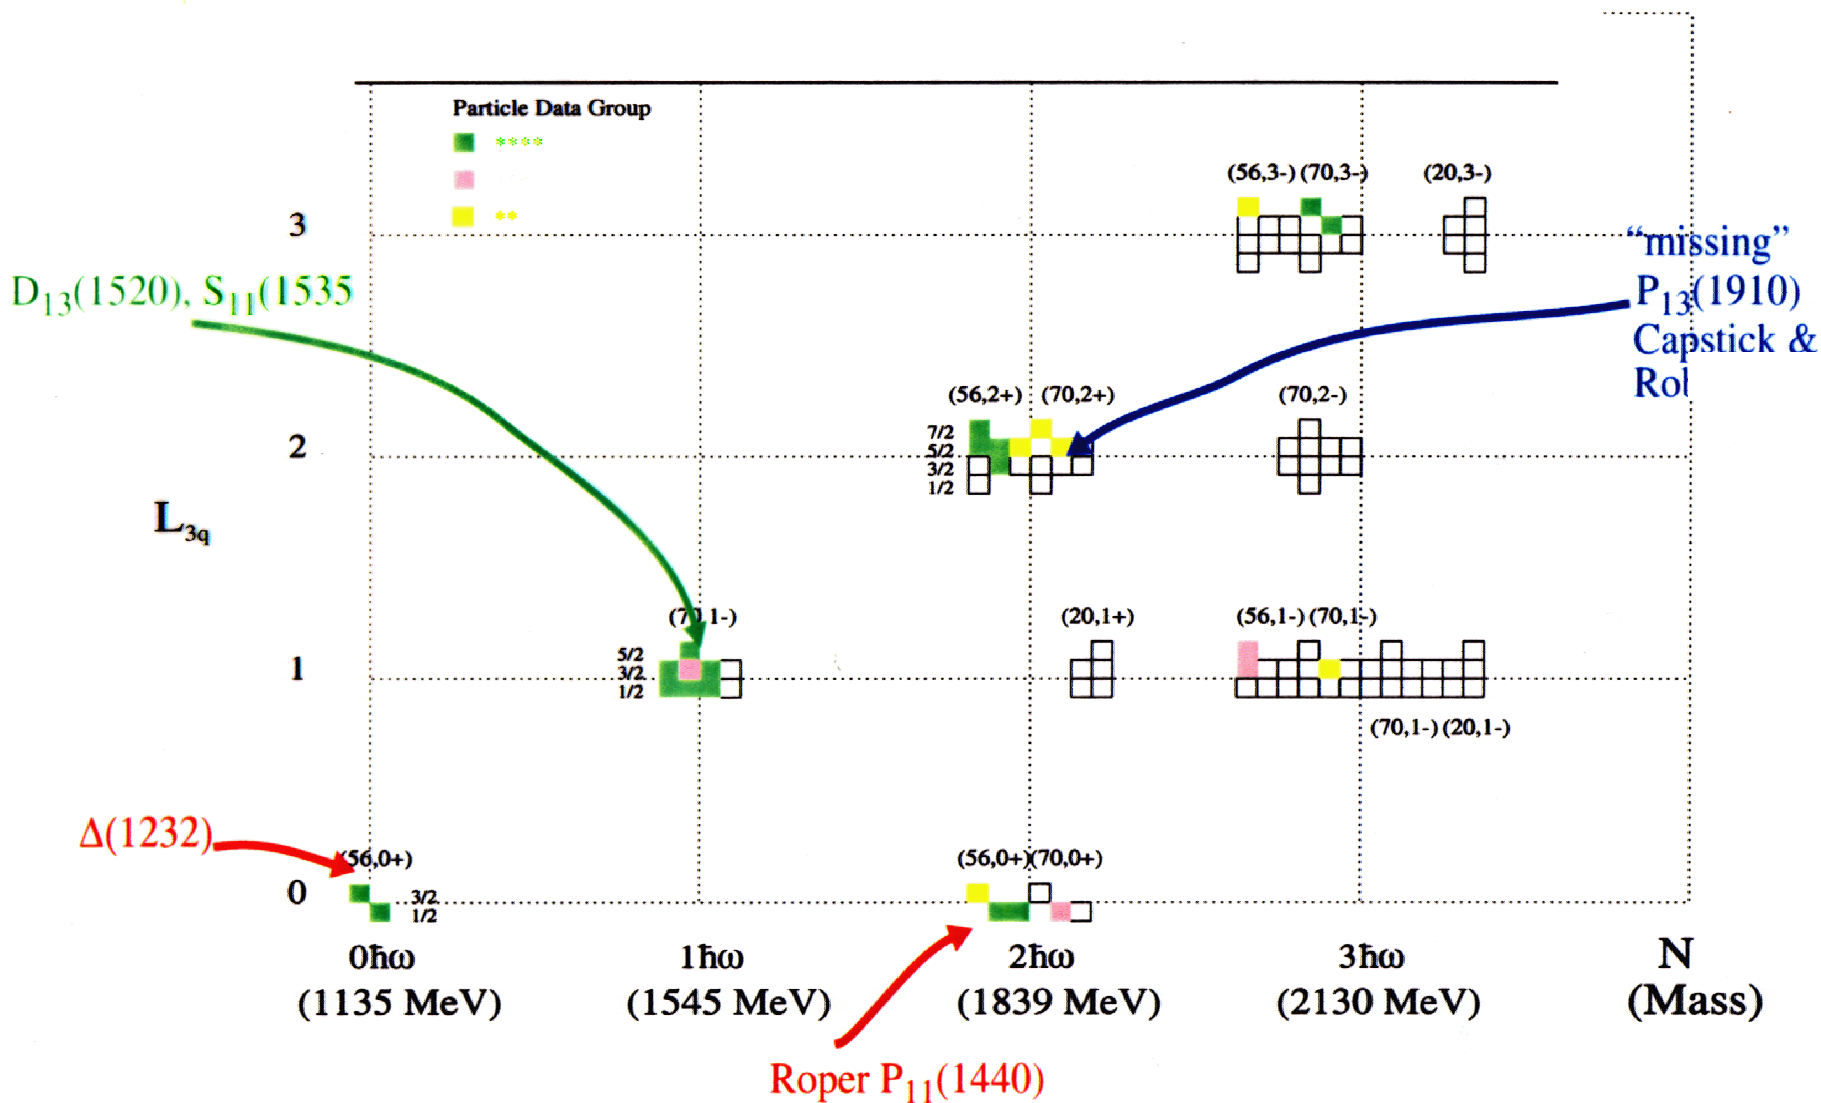 Particle Data Group
****
**
(56,3-) (70,3-) (20,3-)
3
"missing"
P13(1910)
Capstick &
D13(1520), S11(1535
(56,2+) (70,2+) (70,2-)
2
7/2
5/2
3/2
1/2
L3q
(70,1-) (20,1+) (56,1-) (70,1-)
1
5/2
3/2
1/2
(70,1-) (20,1-)
Δ(1232)
(56,0+) (56,0+) (70,0+)
0
3/2
1/2
0ħω 1ħω 2ħω 3ħω N
(1135 MeV) (1545 MeV) (1839 MeV) (2130 MeV) (Mass)
Roper P11(1440)